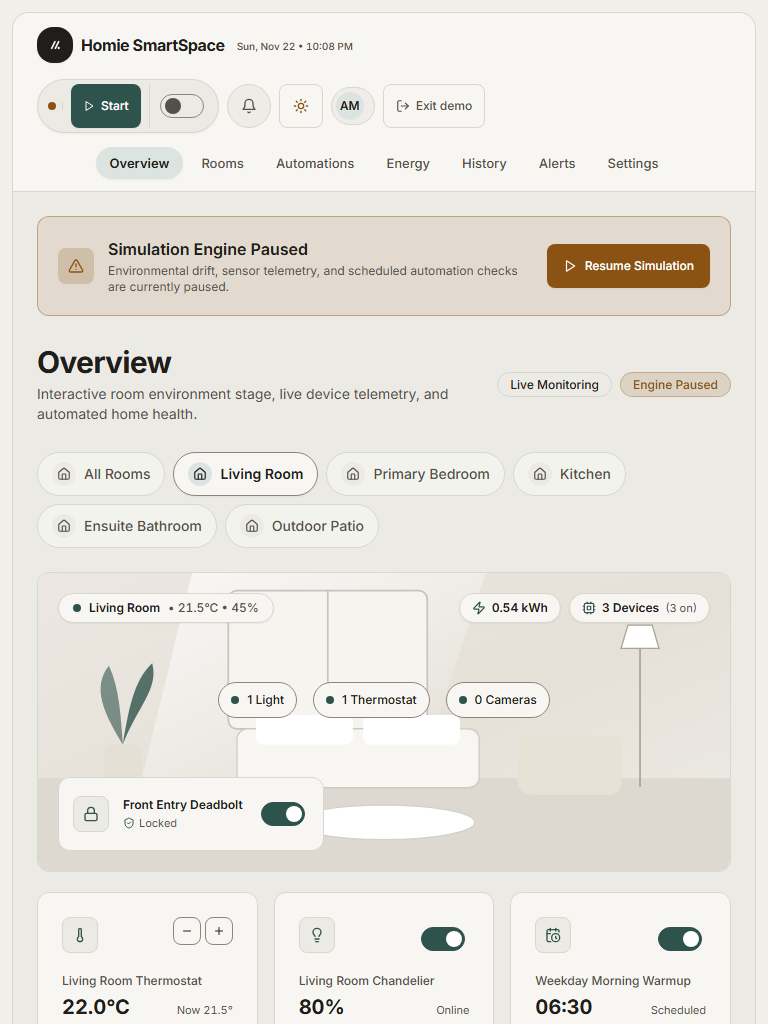 Homie SmartSpace
Sun, Nov 22 • 10:08 PM
Start
AM
Exit demo
Overview
Rooms
Automations
Energy
History
Alerts
Settings
Simulation Engine Paused
Environmental drift, sensor telemetry, and scheduled automation checks
are currently paused.
Resume Simulation
Overview
Interactive room environment stage, live device telemetry, and
automated home health.
Live Monitoring
Engine Paused
All Rooms
Living Room
Primary Bedroom
Kitchen
Ensuite Bathroom
Outdoor Patio
Living Room • 21.5°C • 45%
0.54 kWh
3 Devices (3 on)
1 Light
1 Thermostat
0 Cameras
Front Entry Deadbolt
Locked
Living Room Thermostat
22.0°C
Now 21.5°
Living Room Chandelier
80%
Online
Weekday Morning Warmup
06:30
Scheduled